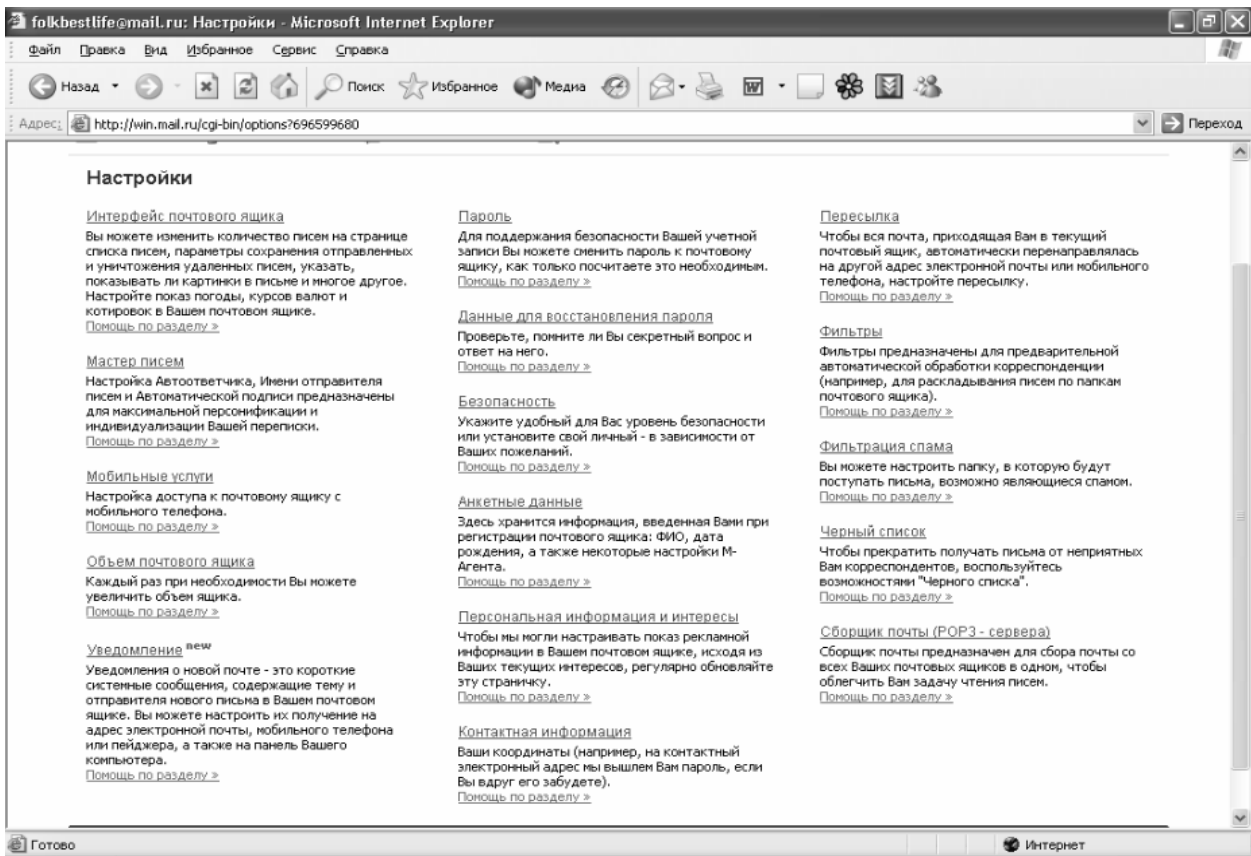 folkbestlife@mail.ru: Настройки - Microsoft Internet Explorer
Файл Правка Вид Избранное Сервис Справка
Назад Поиск Избранное Медиа
Адрес: http://win.mail.ru/cgi-bin/options?696599680 Переход
Настройки
Интерфейс почтового ящика
Вы можете изменить количество писем на странице
списка писем, параметры сохранения отправленных
и уничтожения удаленных писем, указать,
показывать ли картинки в письме и многое другое.
Настройте показ погоды, курсов валют и
котировок в Вашем почтовом ящике.
Помощь по разделу »
Мастер писем
Настройка Автоответчика, Имени отправителя
писем и Автоматической подписи предназначены
для максимальной персонификации и
индивидуализации Вашей переписки.
Помощь по разделу »
Мобильные услуги
Настройка доступа к почтовому ящику с
мобильного телефона.
Помощь по разделу »
Объем почтового ящика
Каждый раз при необходимости Вы можете
увеличить объем ящика.
Помощь по разделу »
Уведомление new
Уведомления о новой почте - это короткие
системные сообщения, содержащие тему и
отправителя нового письма в Вашем почтовом
ящике. Вы можете настроить их получение на
адрес электронной почты, мобильного телефона
или пейджера, а также на панель Вашего
компьютера.
Помощь по разделу »
Пароль
Для поддержания безопасности Вашей учетной
записи Вы можете сменить пароль к почтовому
ящику, как только посчитаете это необходимым.
Помощь по разделу »
Данные для восстановления пароля
Проверьте, помните ли Вы секретный вопрос и
ответ на него.
Помощь по разделу »
Безопасность
Укажите удобный для Вас уровень безопасности
или установите свой личный - в зависимости от
Ваших пожеланий.
Помощь по разделу »
Анкетные данные
Здесь хранится информация, введенная Вами при
регистрации почтового ящика: ФИО, дата
рождения, а также некоторые настройки М-
Агента.
Помощь по разделу »
Персональная информация и интересы
Чтобы мы могли настраивать показ рекламной
информации в Вашем почтовом ящике, исходя из
Ваших текущих интересов, регулярно обновляйте
эту страничку.
Помощь по разделу »
Контактная информация
Ваши координаты (например, на контактный
электронный адрес мы вышлем Вам пароль, если
Вы вдруг его забудете).
Помощь по разделу »
Пересылка
Чтобы вся почта, приходящая Вам в текущий
почтовый ящик, автоматически перенаправлялась
на другой адрес электронной почты или мобильного
телефона, настройте пересылку.
Помощь по разделу »
Фильтры
Фильтры предназначены для предварительной
автоматической обработки корреспонденции
(например, для раскладывания писем по папкам
почтового ящика).
Помощь по разделу »
Фильтрация спама
Вы можете настроить папку, в которую будут
поступать письма, возможно являющиеся спамом.
Помощь по разделу »
Черный список
Чтобы прекратить получать письма от неприятных
Вам корреспондентов, воспользуйтесь
возможностями "Черного списка".
Помощь по разделу »
Сборщик почты (POP3 - сервера)
Сборщик почты предназначен для сбора почты со
всех Ваших почтовых ящиков в одном, чтобы
облегчить Вам задачу чтения писем.
Помощь по разделу »
Готово Интернет